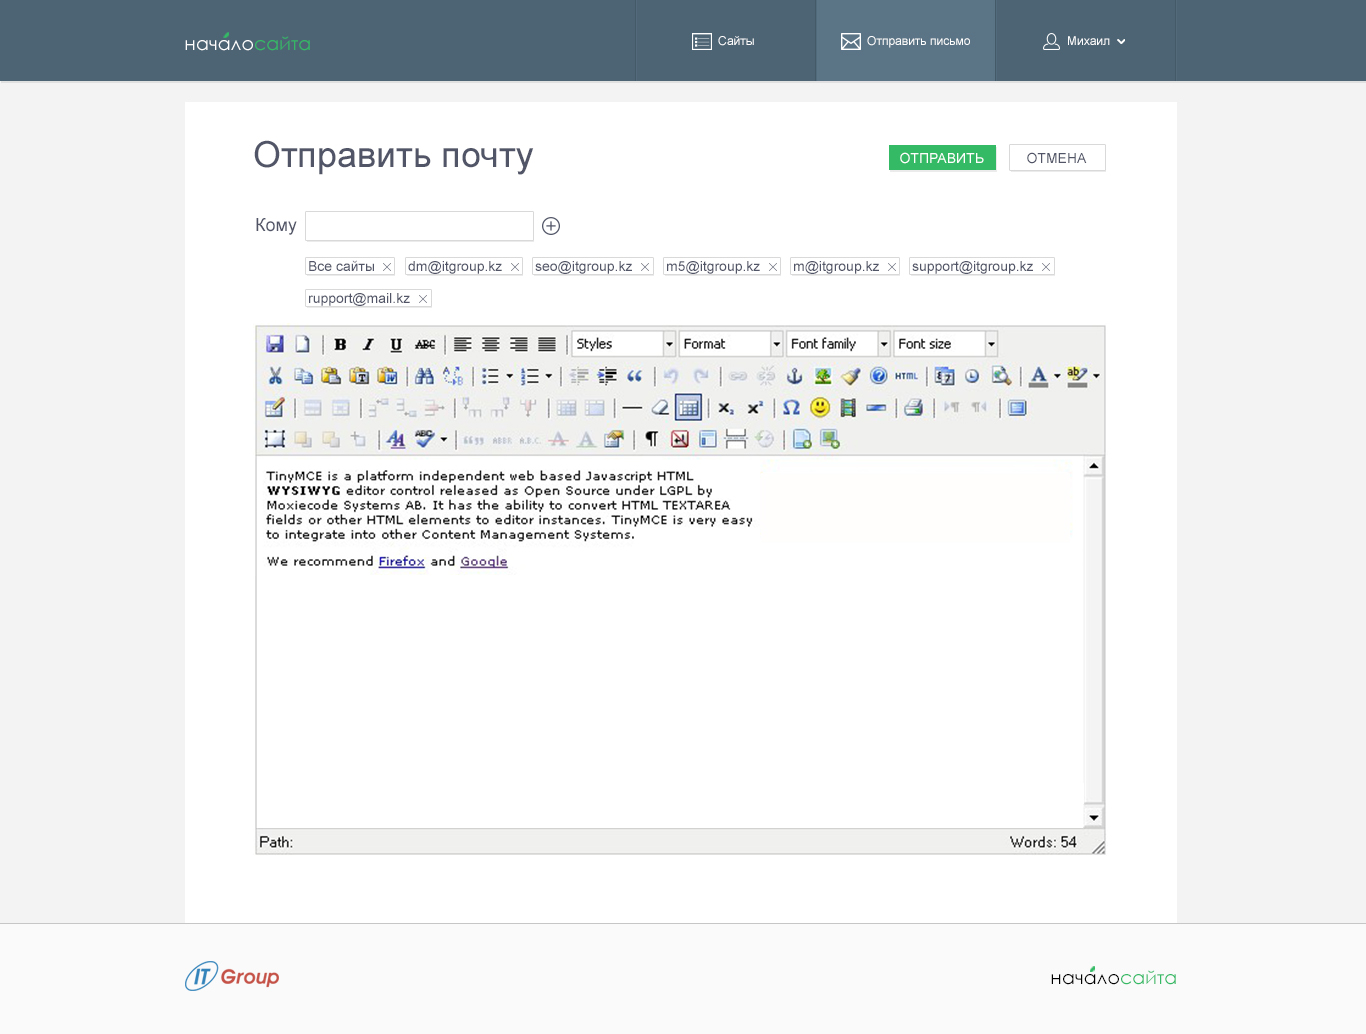 началосайта
Сайты
Отправить письмо
Михаил
Отправить почту
ОТПРАВИТЬ
ОТМЕНА
Кому
Все сайты
dm@itgroup.kz
seo@itgroup.kz
m5@itgroup.kz
m@itgroup.kz
support@itgroup.kz
rupport@mail.kz
B I U ABC
Styles
Format
Font family
Font size
HTML
TinyMCE is a platform independent web based Javascript HTML
WYSIWYG editor control released as Open Source under LGPL by
Moxiecode Systems AB. It has the ability to convert HTML TEXTAREA
fields or other HTML elements to editor instances. TinyMCE is very easy
to integrate into other Content Management Systems.
We recommend Firefox and Google
Path:
Words: 54
IT Group
началосайта